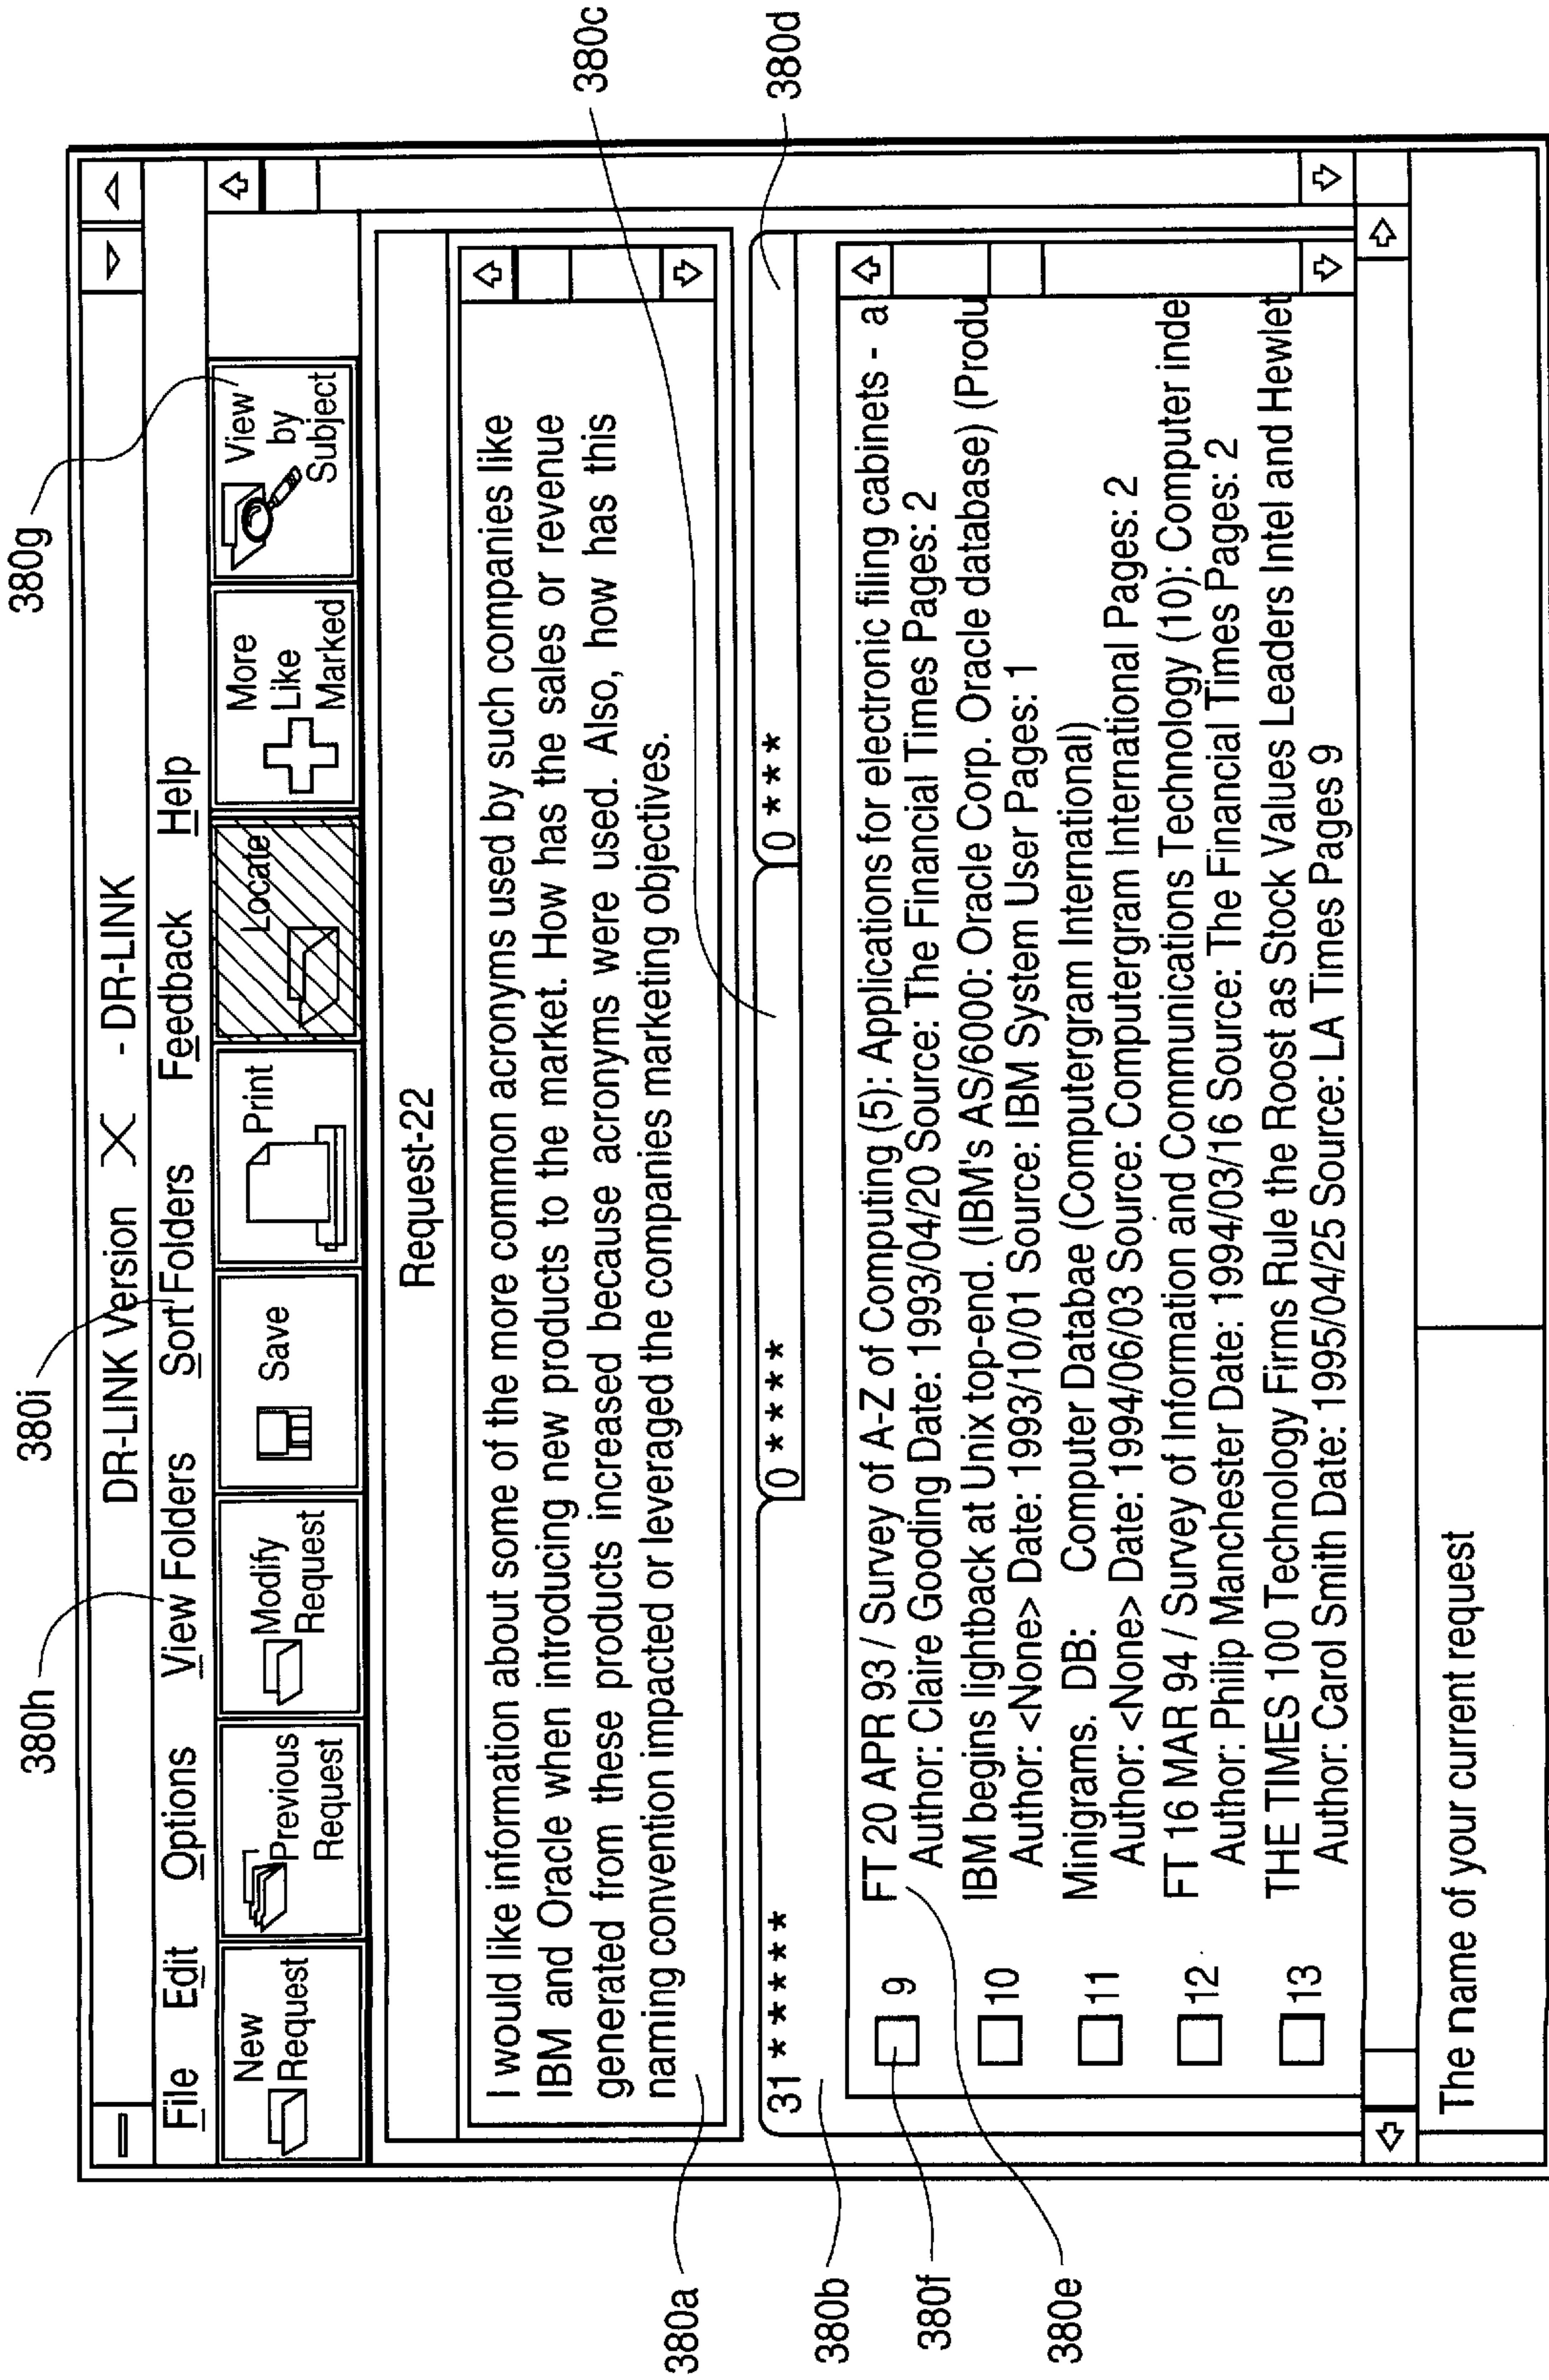 380g
380i
380h
380c
380d
DR-LINK Version X - DR-LINK
File Edit Options View Folders Sort Folders Feedback Help
New Request
Previous Request
Modify Request
Save
Print
Locate
More Like Marked
View by Subject
Request-22
I would like information about some of the more common acronyms used by such companies like
IBM and Oracle when introducing new products to the market. How has the sales or revenue
generated from these products increased because acronyms were used. Also, how has this
naming convention impacted or leveraged the companies marketing objectives.
31 ***** 0 **** 0 ***
9 FT 20 APR 93 / Survey of A-Z of Computing (5): Applications for electronic filing cabinets - a
Author: Claire Gooding Date: 1993/04/20 Source: The Financial Times Pages: 2
10 IBM begins lightback at Unix top-end. (IBM's AS/6000: Oracle Corp. Oracle database) (Produ
Author: <None> Date: 1993/10/01 Source: IBM System User Pages: 1
11 Minigrams. DB: Computer Databae (Computergram International)
Author: <None> Date: 1994/06/03 Source: Computergram International Pages: 2
12 FT 16 MAR 94 / Survey of Information and Communications Technology (10): Computer inde
Author: Philip Manchester Date: 1994/03/16 Source: The Financial Times Pages: 2
13 THE TIMES 100 Technology Firms Rule the Roost as Stock Values Leaders Intel and Hewlet
Author: Carol Smith Date: 1995/04/25 Source: LA Times Pages 9
The name of your current request
380a
380b
380f
380e